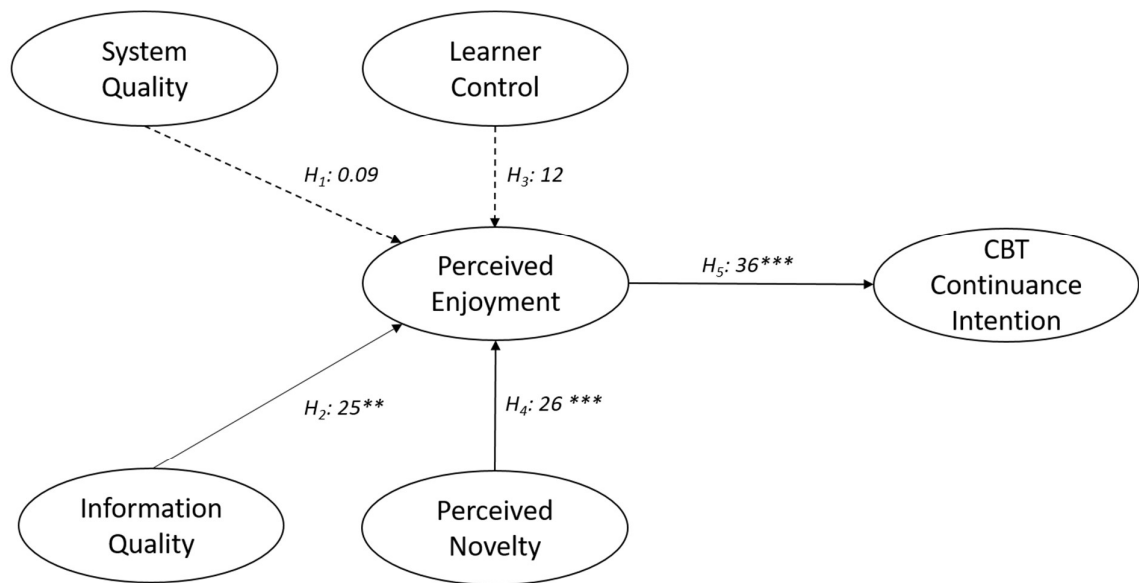 System
Quality
Learner
Control
H₁: 0.09
H₃: 12
Perceived
Enjoyment
H₅: 36***
CBT
Continuance
Intention
H₂: 25**
H₄: 26 ***
Information
Quality
Perceived
Novelty